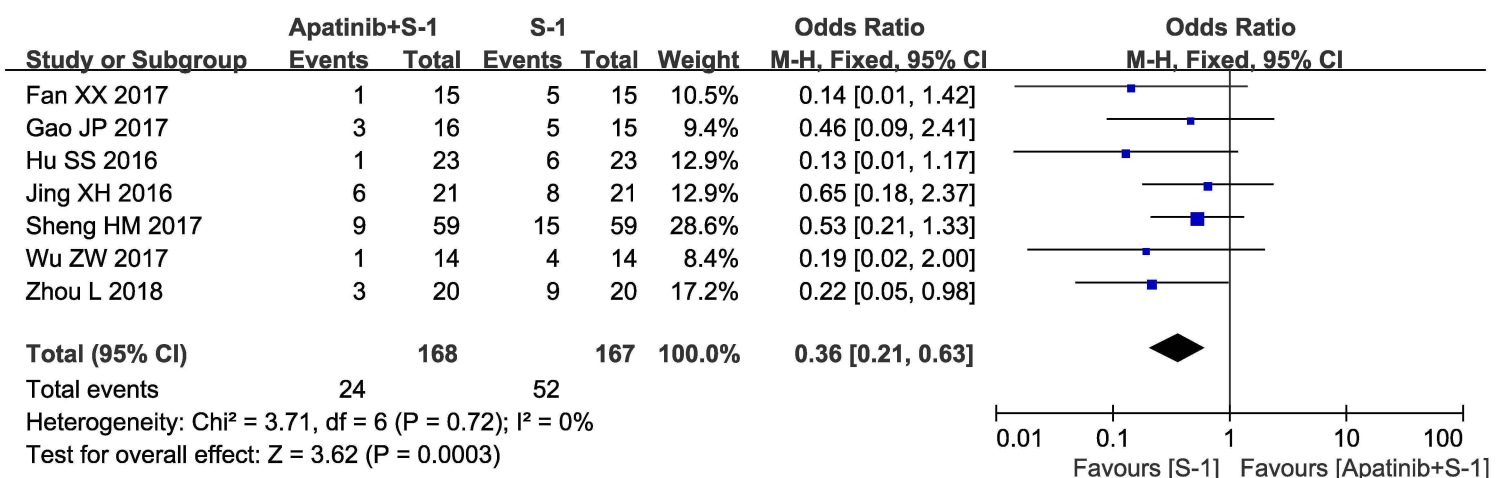 Apatinib+S-1 S-1 Odds Ratio Odds Ratio
Study or Subgroup Events Total Events Total Weight M-H, Fixed, 95% CI M-H, Fixed, 95% CI
Fan XX 2017 1 15 5 15 10.5% 0.14 [0.01, 1.42]
Gao JP 2017 3 16 5 15 9.4% 0.46 [0.09, 2.41]
Hu SS 2016 1 23 6 23 12.9% 0.13 [0.01, 1.17]
Jing XH 2016 6 21 8 21 12.9% 0.65 [0.18, 2.37]
Sheng HM 2017 9 59 15 59 28.6% 0.53 [0.21, 1.33]
Wu ZW 2017 1 14 4 14 8.4% 0.19 [0.02, 2.00]
Zhou L 2018 3 20 9 20 17.2% 0.22 [0.05, 0.98]
Total (95% CI) 168 167 100.0% 0.36 [0.21, 0.63]
Total events 24 52
Heterogeneity: Chi² = 3.71, df = 6 (P = 0.72); I² = 0%
Test for overall effect: Z = 3.62 (P = 0.0003)
0.01 0.1 1 10 100
Favours [S-1] Favours [Apatinib+S-1]